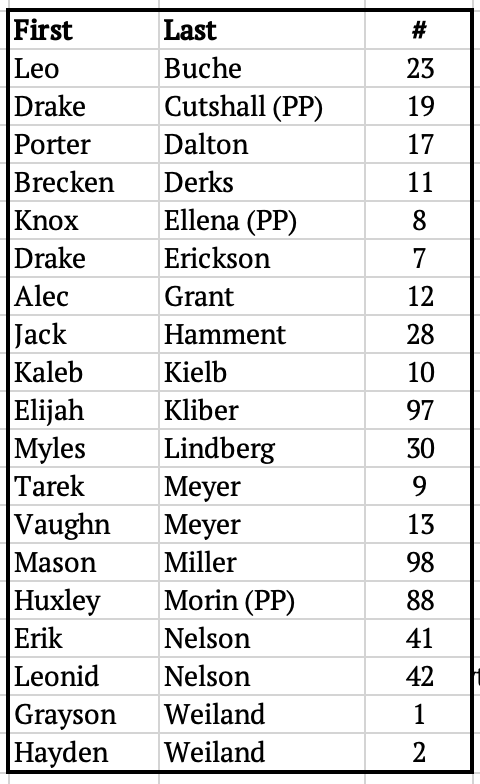 First Last #
Leo Buche 23
Drake Cutshall (PP) 19
Porter Dalton 17
Brecken Derks 11
Knox Ellena (PP) 8
Drake Erickson 7
Alec Grant 12
Jack Hamment 28
Kaleb Kielb 10
Elijah Kliber 97
Myles Lindberg 30
Tarek Meyer 9
Vaughn Meyer 13
Mason Miller 98
Huxley Morin (PP) 88
Erik Nelson 41
Leonid Nelson 42
Grayson Weiland 1
Hayden Weiland 2